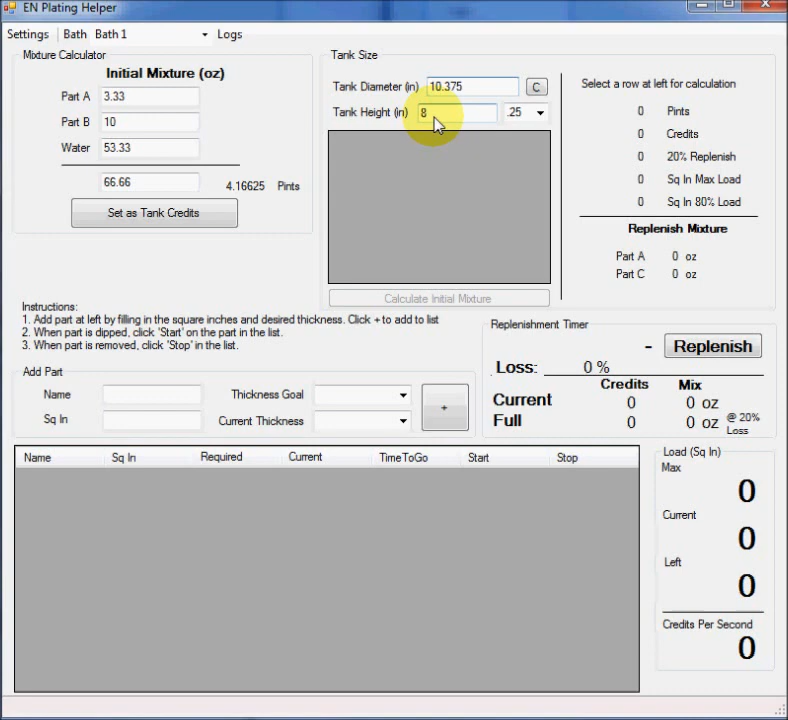 EN Plating Helper
Settings Bath Bath 1 Logs
Mixture Calculator
Initial Mixture (oz)
Part A 3.33
Part B 10
Water 53.33
66.66 4.16625 Pints
Set as Tank Credits
Tank Size
Tank Diameter (in) 10.375 C
Tank Height (in) 8 .25
Calculate Initial Mixture
Select a row at left for calculation
0 Pints
0 Credits
0 20% Replenish
0 Sq In Max Load
0 Sq In 80% Load
Replenish Mixture
Part A 0 oz
Part C 0 oz
Instructions:
1. Add part at left by filling in the square inches and desired thickness. Click + to add to list
2. When part is dipped, click 'Start' on the part in the list.
3. When part is removed, click 'Stop' in the list.
Replenishment Timer
- Replenish
Loss: 0 %
Credits Mix
Current 0 0 oz
Full 0 0 oz @ 20% Loss
Add Part
Name Thickness Goal
Sq In Current Thickness
+
Name Sq In Required Current TimeToGo Start Stop
Load (Sq In)
Max
0
Current
0
Left
0
Credits Per Second
0